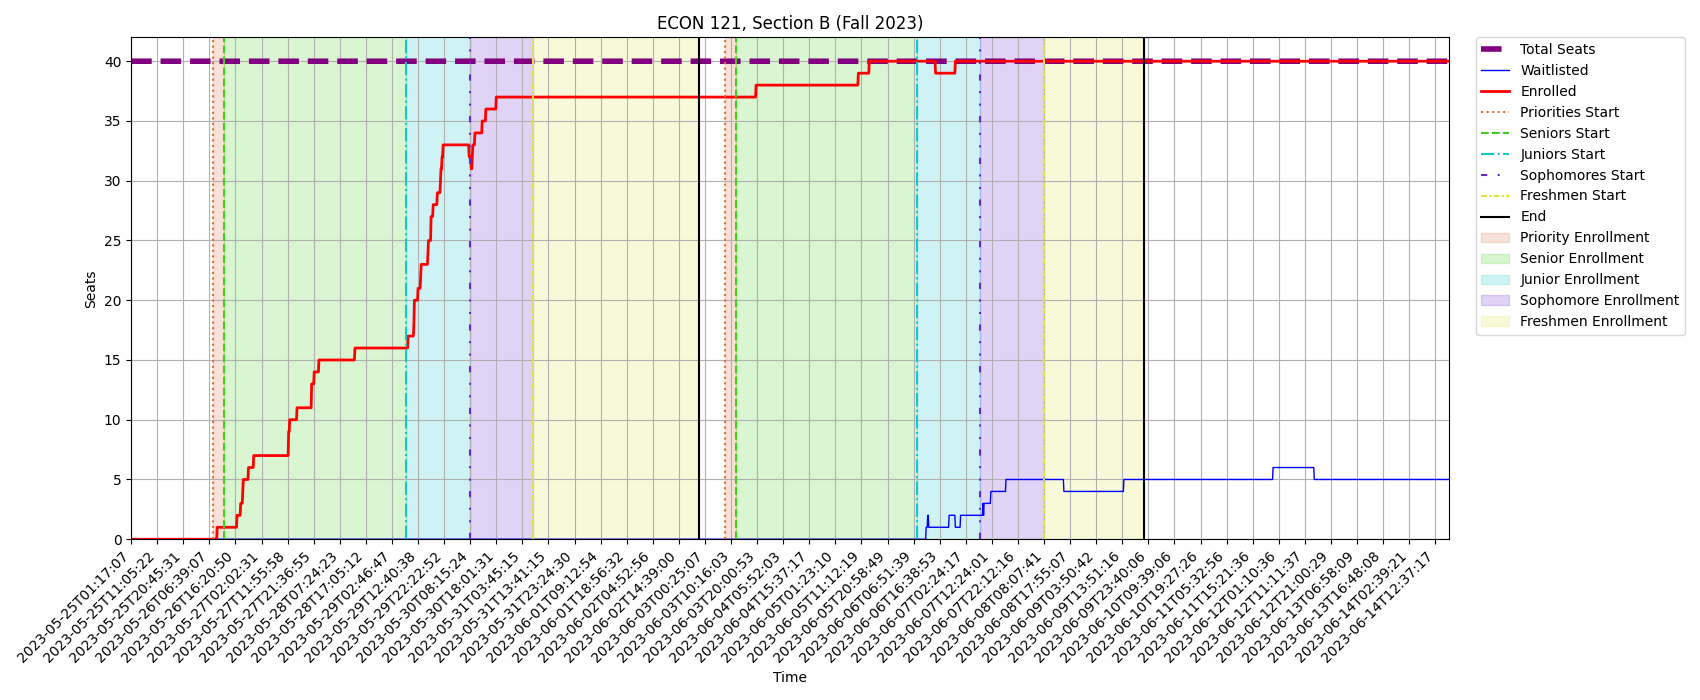 ECON 121, Section B (Fall 2023)
Total Seats
Waitlisted
Enrolled
Priorities Start
Seniors Start
Juniors Start
Sophomores Start
Freshmen Start
End
Priority Enrollment
Senior Enrollment
Junior Enrollment
Sophomore Enrollment
Freshmen Enrollment
Seats
40
35
30
25
20
15
10
5
0
2023-05-25T01:17:07
2023-05-25T11:05:22
2023-05-25T20:45:31
2023-05-26T06:39:07
2023-05-26T16:20:50
2023-05-27T02:02:31
2023-05-27T11:55:58
2023-05-27T21:36:55
2023-05-28T07:24:23
2023-05-28T17:05:12
2023-05-29T02:46:47
2023-05-29T12:40:38
2023-05-29T22:22:52
2023-05-30T08:15:24
2023-05-30T18:01:31
2023-05-31T03:45:15
2023-05-31T13:41:15
2023-05-31T23:24:30
2023-06-01T09:12:54
2023-06-01T18:56:32
2023-06-02T04:52:56
2023-06-02T14:39:00
2023-06-03T00:25:07
2023-06-03T10:16:03
2023-06-03T20:00:53
2023-06-04T05:52:03
2023-06-04T15:37:17
2023-06-05T01:23:10
2023-06-05T11:12:19
2023-06-05T20:58:49
2023-06-06T06:51:39
2023-06-06T16:38:53
2023-06-07T02:24:17
2023-06-07T12:24:01
2023-06-07T22:12:16
2023-06-08T08:07:41
2023-06-08T17:55:07
2023-06-09T03:50:42
2023-06-09T13:51:16
2023-06-09T23:40:06
2023-06-10T09:39:06
2023-06-10T19:27:26
2023-06-11T05:32:56
2023-06-11T15:21:36
2023-06-12T01:10:36
2023-06-12T11:11:37
2023-06-12T21:00:29
2023-06-13T06:58:09
2023-06-13T16:48:08
2023-06-14T02:39:21
2023-06-14T12:37:17
Time